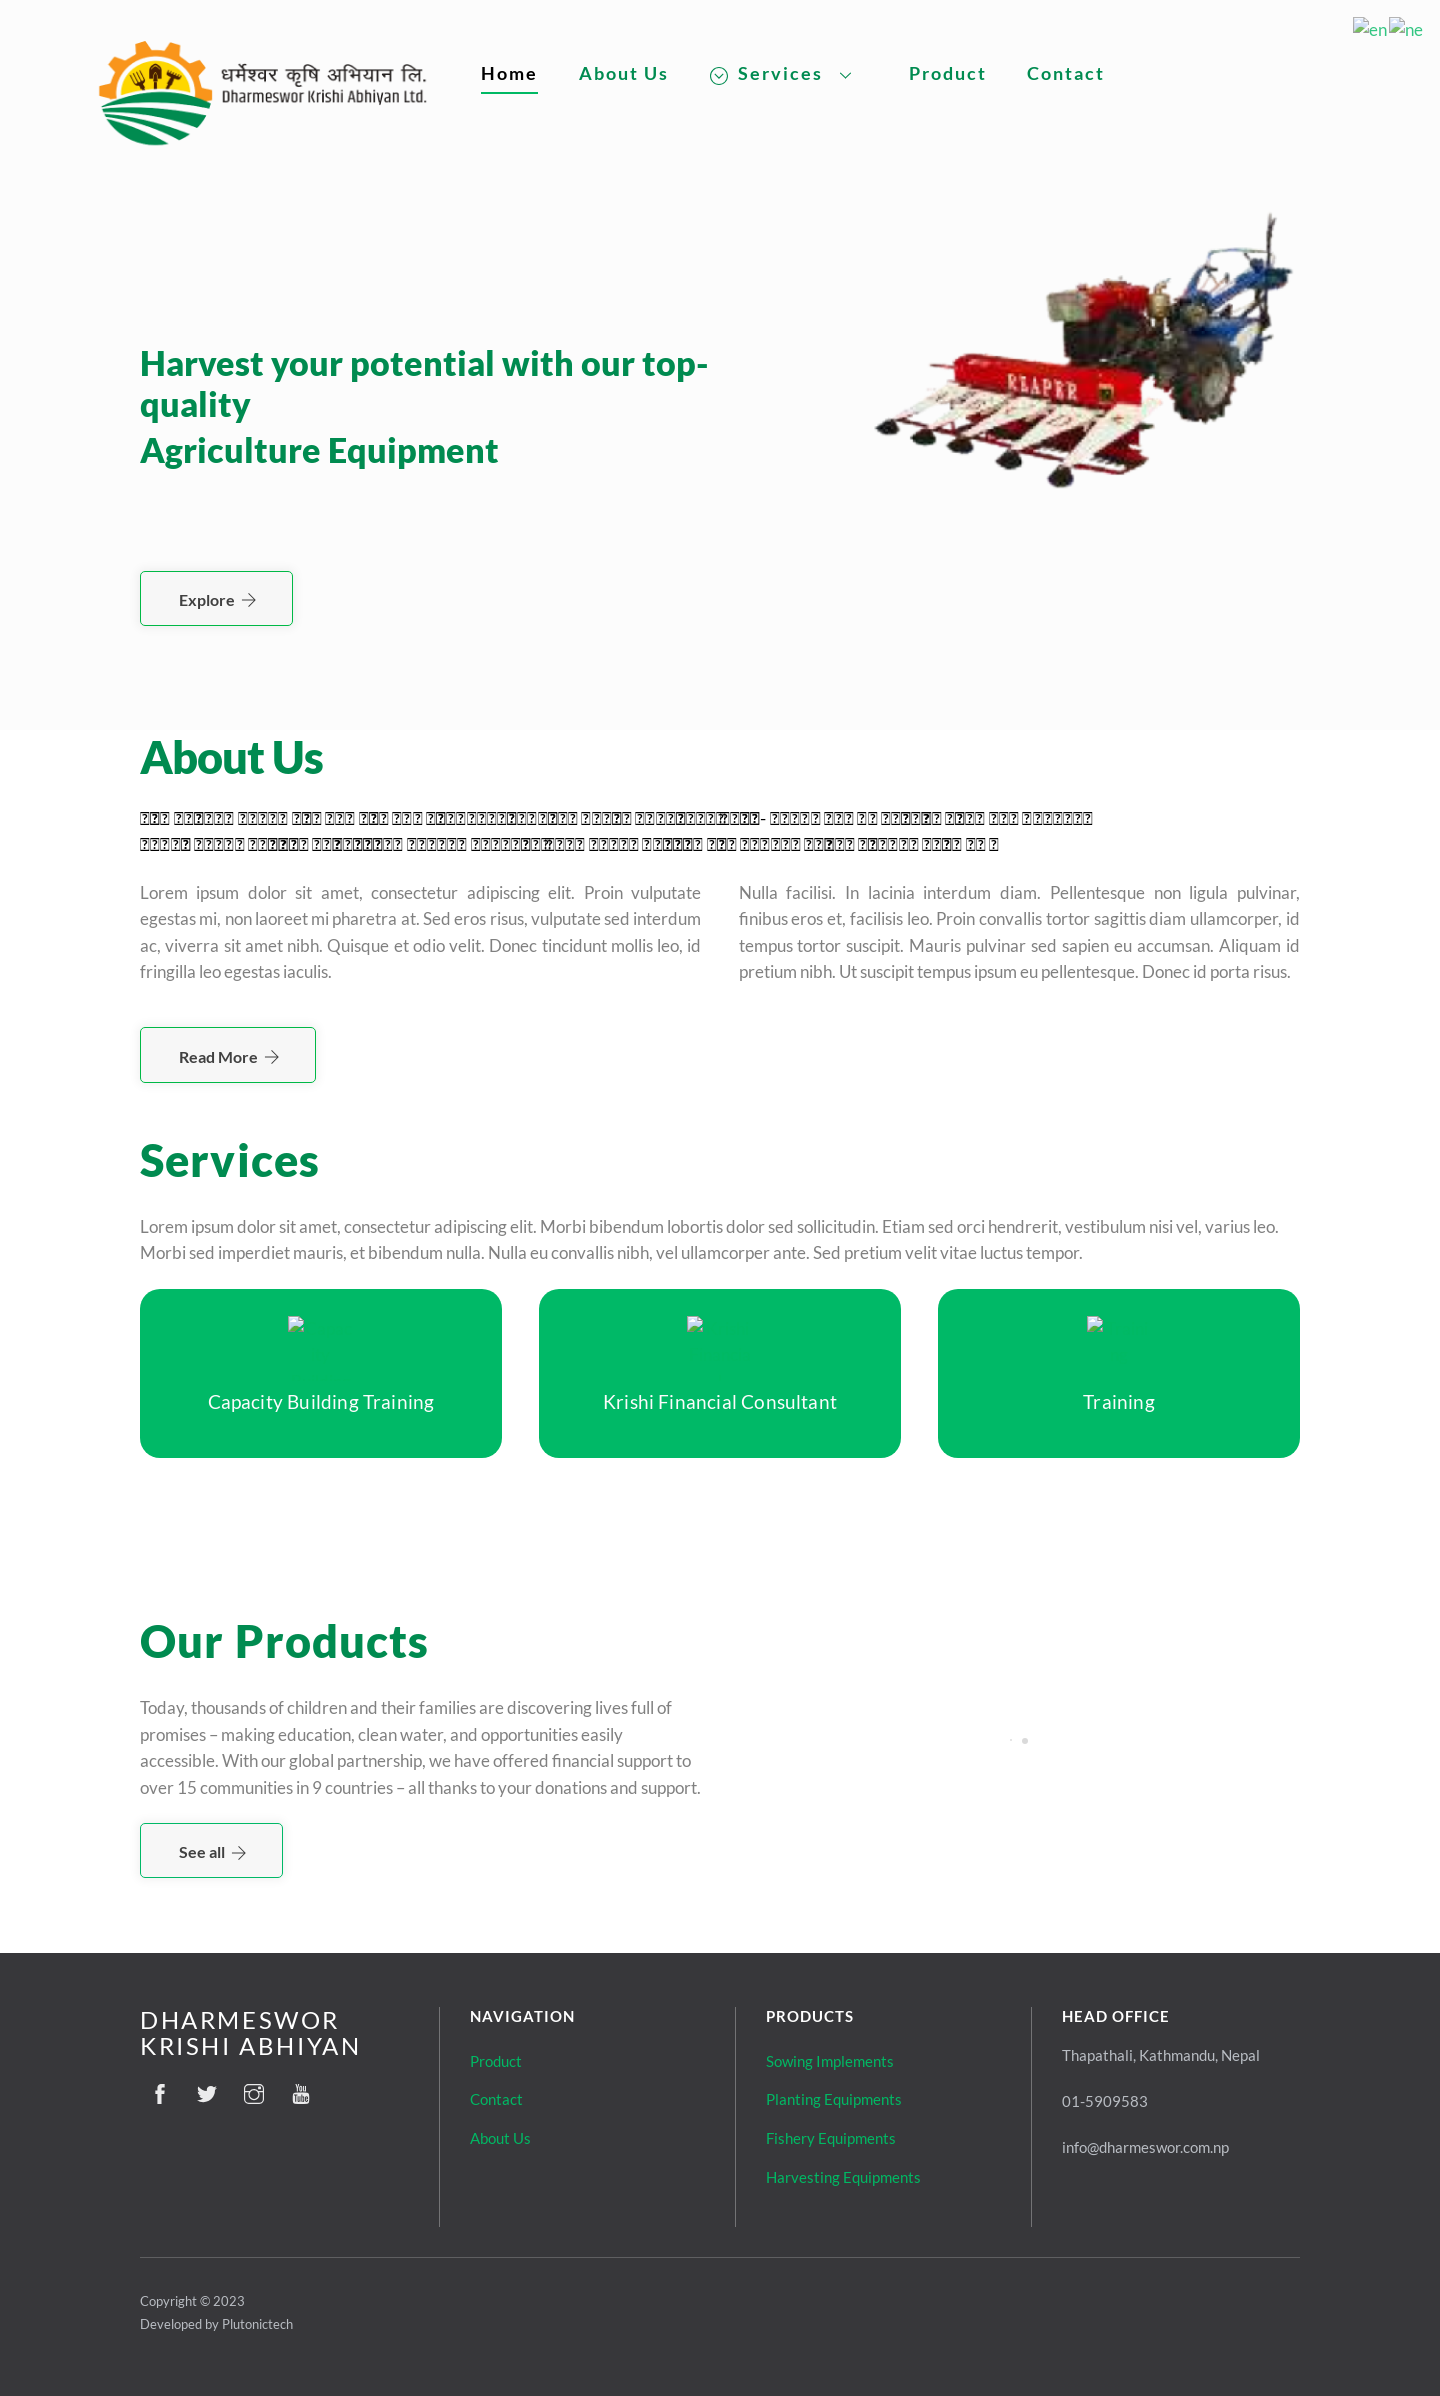 en ne
धर्मेश्वर कृषि अभियान लि.
Dharmeswor Krishi Abhiyan Ltd.
Home About Us Services Product Contact
REAPER
Harvest your potential with our top-
quality
Agriculture Equipment
Explore
About Us
Lorem ipsum dolor sit amet, consectetur adipiscing elit. Proin vulputate
egestas mi, non laoreet mi pharetra at. Sed eros risus, vulputate sed interdum
ac, viverra sit amet nibh. Quisque et odio velit. Donec tincidunt mollis leo, id
fringilla leo egestas iaculis.
Nulla facilisi. In lacinia interdum diam. Pellentesque non ligula pulvinar,
finibus eros et, facilisis leo. Proin convallis tortor sagittis diam ullamcorper, id
tempus tortor suscipit. Mauris pulvinar sed sapien eu accumsan. Aliquam id
pretium nibh. Ut suscipit tempus ipsum eu pellentesque. Donec id porta risus.
Read More
Services
Lorem ipsum dolor sit amet, consectetur adipiscing elit. Morbi bibendum lobortis dolor sed sollicitudin. Etiam sed orci hendrerit, vestibulum nisi vel, varius leo.
Morbi sed imperdiet mauris, et bibendum nulla. Nulla eu convallis nibh, vel ullamcorper ante. Sed pretium velit vitae luctus tempor.
Capacity Building Training
Krishi Financial Consultant
Training
Our Products
Today, thousands of children and their families are discovering lives full of
promises – making education, clean water, and opportunities easily
accessible. With our global partnership, we have offered financial support to
over 15 communities in 9 countries – all thanks to your donations and support.
See all
DHARMESWOR
KRISHI ABHIYAN
NAVIGATION
Product
Contact
About Us
PRODUCTS
Sowing Implements
Planting Equipments
Fishery Equipments
Harvesting Equipments
HEAD OFFICE
Thapathali, Kathmandu, Nepal
01-5909583
info@dharmeswor.com.np
Copyright © 2023
Developed by Plutonictech